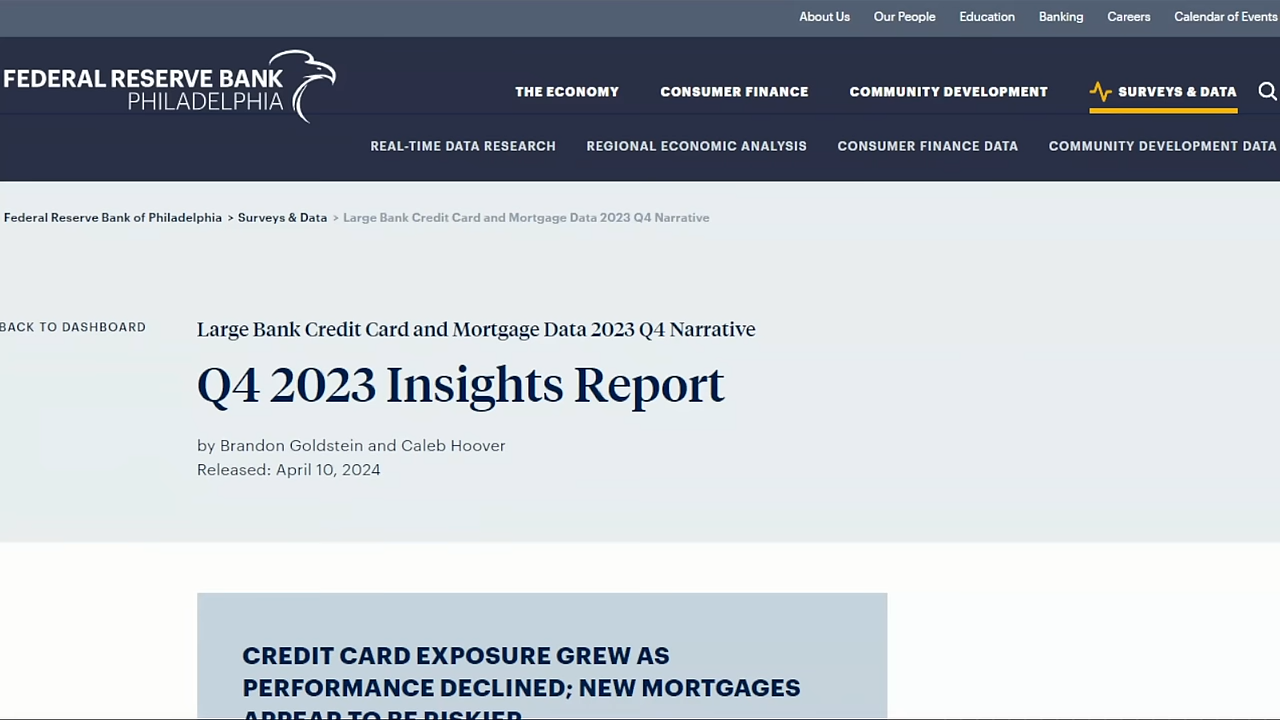 About Us Our People Education Banking Careers Calendar of Events
FEDERAL RESERVE BANK
PHILADELPHIA
THE ECONOMY CONSUMER FINANCE COMMUNITY DEVELOPMENT SURVEYS & DATA
REAL-TIME DATA RESEARCH REGIONAL ECONOMIC ANALYSIS CONSUMER FINANCE DATA COMMUNITY DEVELOPMENT DATA
Federal Reserve Bank of Philadelphia > Surveys & Data > Large Bank Credit Card and Mortgage Data 2023 Q4 Narrative
BACK TO DASHBOARD
Large Bank Credit Card and Mortgage Data 2023 Q4 Narrative
Q4 2023 Insights Report
by Brandon Goldstein and Caleb Hoover
Released: April 10, 2024
CREDIT CARD EXPOSURE GREW AS
PERFORMANCE DECLINED; NEW MORTGAGES
APPEAR TO BE RISKIER